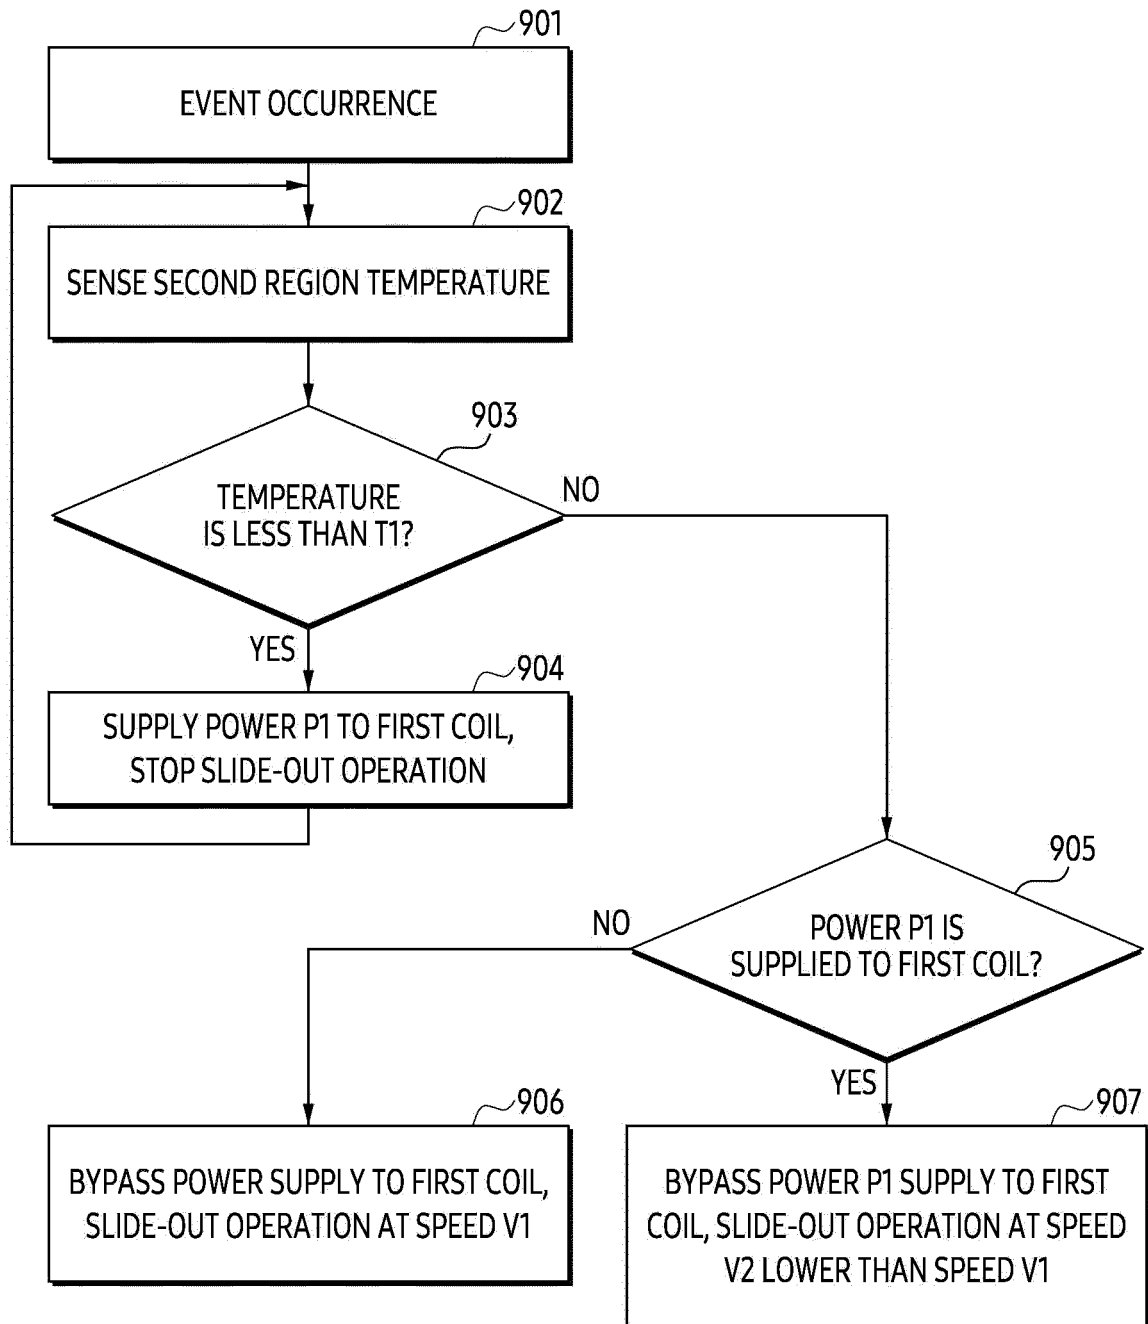 901
EVENT OCCURRENCE
902
SENSE SECOND REGION TEMPERATURE
903
TEMPERATURE
IS LESS THAN T1?
NO
YES
904
SUPPLY POWER P1 TO FIRST COIL,
STOP SLIDE-OUT OPERATION
905
POWER P1 IS
SUPPLIED TO FIRST COIL?
NO
YES
906
BYPASS POWER SUPPLY TO FIRST COIL,
SLIDE-OUT OPERATION AT SPEED V1
907
BYPASS POWER P1 SUPPLY TO FIRST
COIL, SLIDE-OUT OPERATION AT SPEED
V2 LOWER THAN SPEED V1